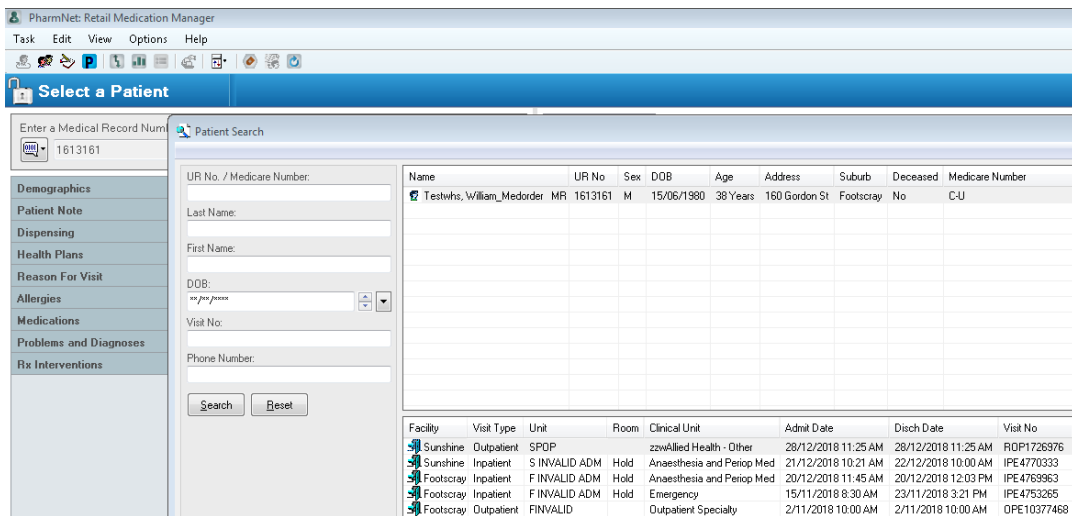 PharmNet: Retail Medication Manager
Task Edit View Options Help
Select a Patient
Enter a Medical Record Num
1613161
Patient Search
Demographics
Patient Note
Dispensing
Health Plans
Reason For Visit
Allergies
Medications
Problems and Diagnoses
Rx Interventions
UR No. / Medicare Number:
Last Name:
First Name:
DOB:
**/**/****
Visit No:
Phone Number:
Search Reset
Name UR No Sex DOB Age Address Suburb Deceased Medicare Number
Testwhs, William_Medorder MR 1613161 M 15/06/1980 38 Years 160 Gordon St Footscray No C-U
Facility Visit Type Unit Room Clinical Unit Admit Date Disch Date Visit No
Sunshine Outpatient SPOP zzwAllied Health - Other 28/12/2018 11:25 AM 28/12/2018 11:25 AM ROP1726976
Sunshine Inpatient S INVALID ADM Hold Anaesthesia and Periop Med 21/12/2018 10:21 AM 22/12/2018 10:00 AM IPE4770333
Footscray Inpatient F INVALID ADM Hold Anaesthesia and Periop Med 20/12/2018 11:45 AM 20/12/2018 12:03 PM IPE4769963
Footscray Inpatient F INVALID ADM Hold Emergency 15/11/2018 8:30 AM 23/11/2018 3:21 PM IPE4753265
Footscray Outpatient FINVALID Outpatient Specialty 2/11/2018 10:00 AM 2/11/2018 10:00 AM OPE10377468